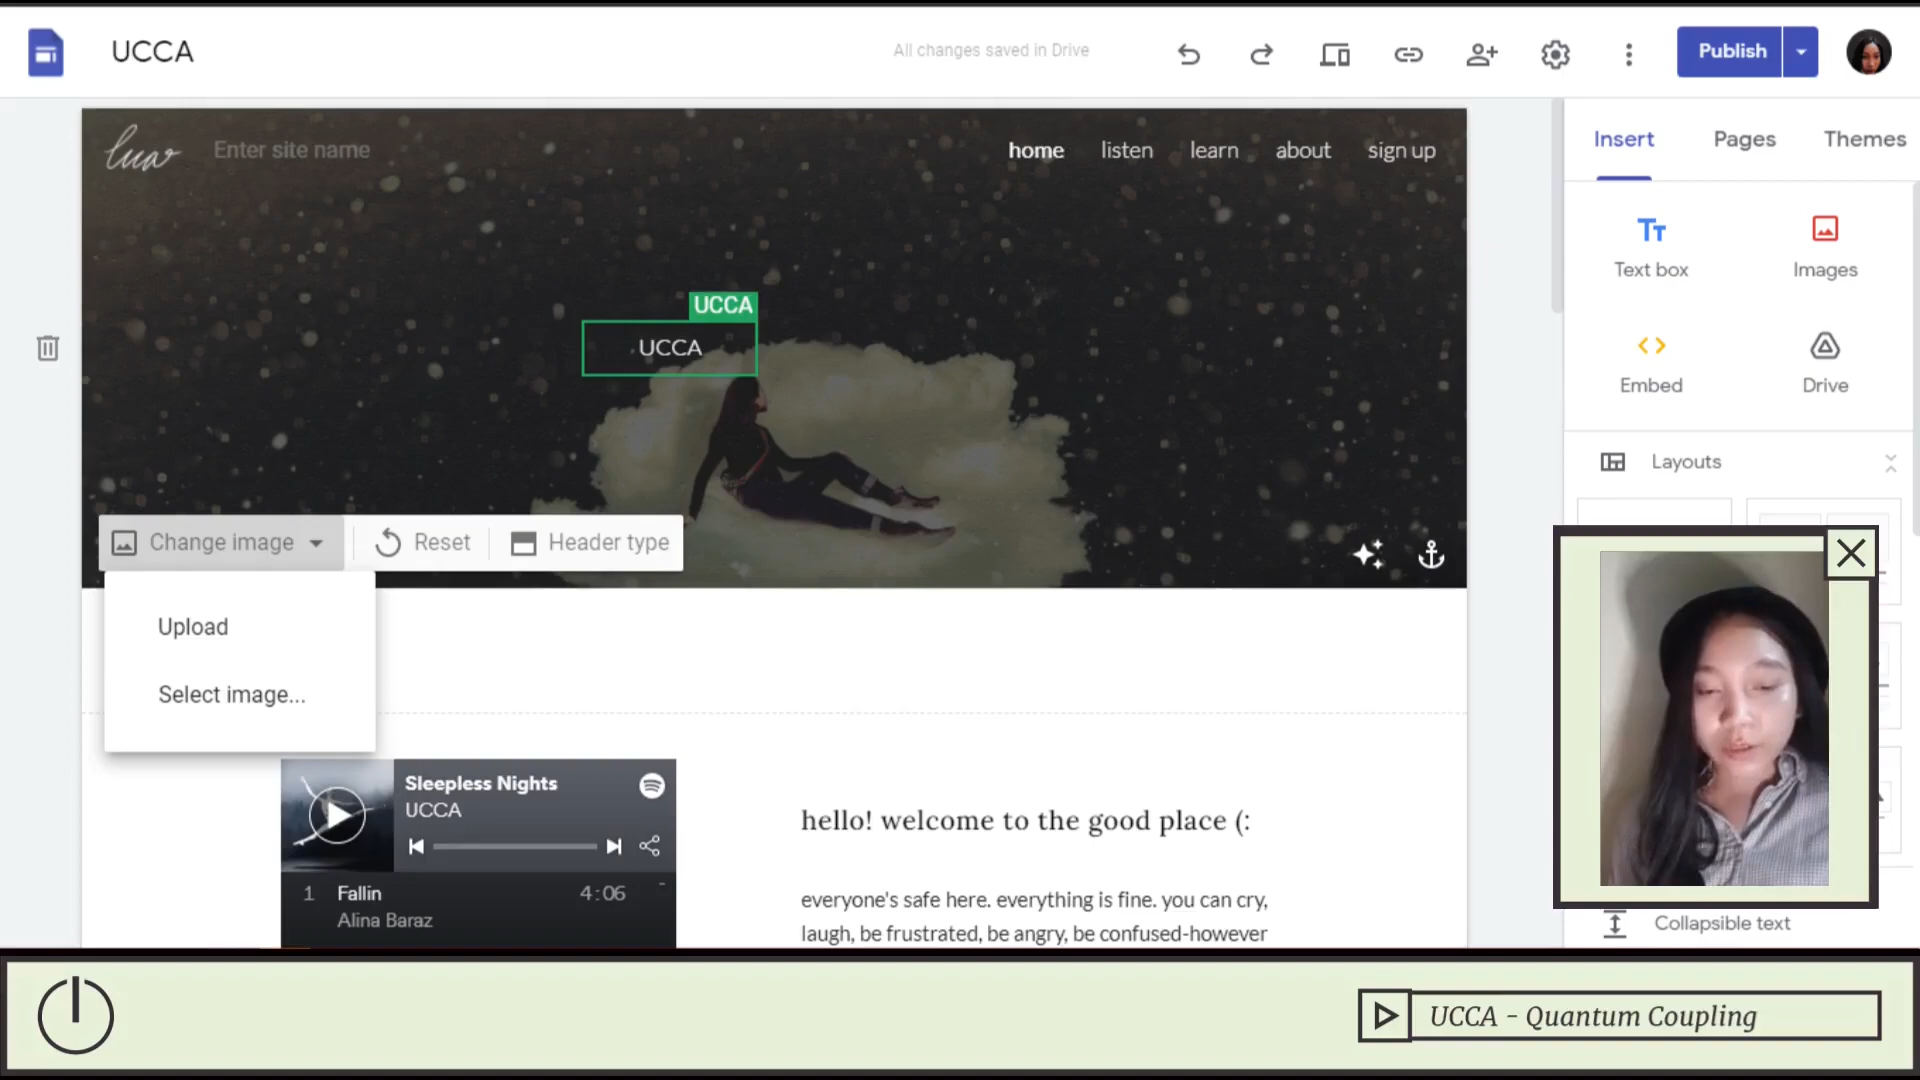 UCCA
All changes saved in Drive
Publish
luar
Enter site name
home
listen
learn
about
sign up
Insert
Pages
Themes
Text box
Images
Embed
Drive
Layouts
UCCA
UCCA
Change image
Reset
Header type
Upload
Select image...
Sleepless Nights
UCCA
1 Fallin 4:06
Alina Baraz
hello! welcome to the good place (:
everyone's safe here. everything is fine. you can cry,
laugh, be frustrated, be angry, be confused-however
Collapsible text
UCCA - Quantum Coupling